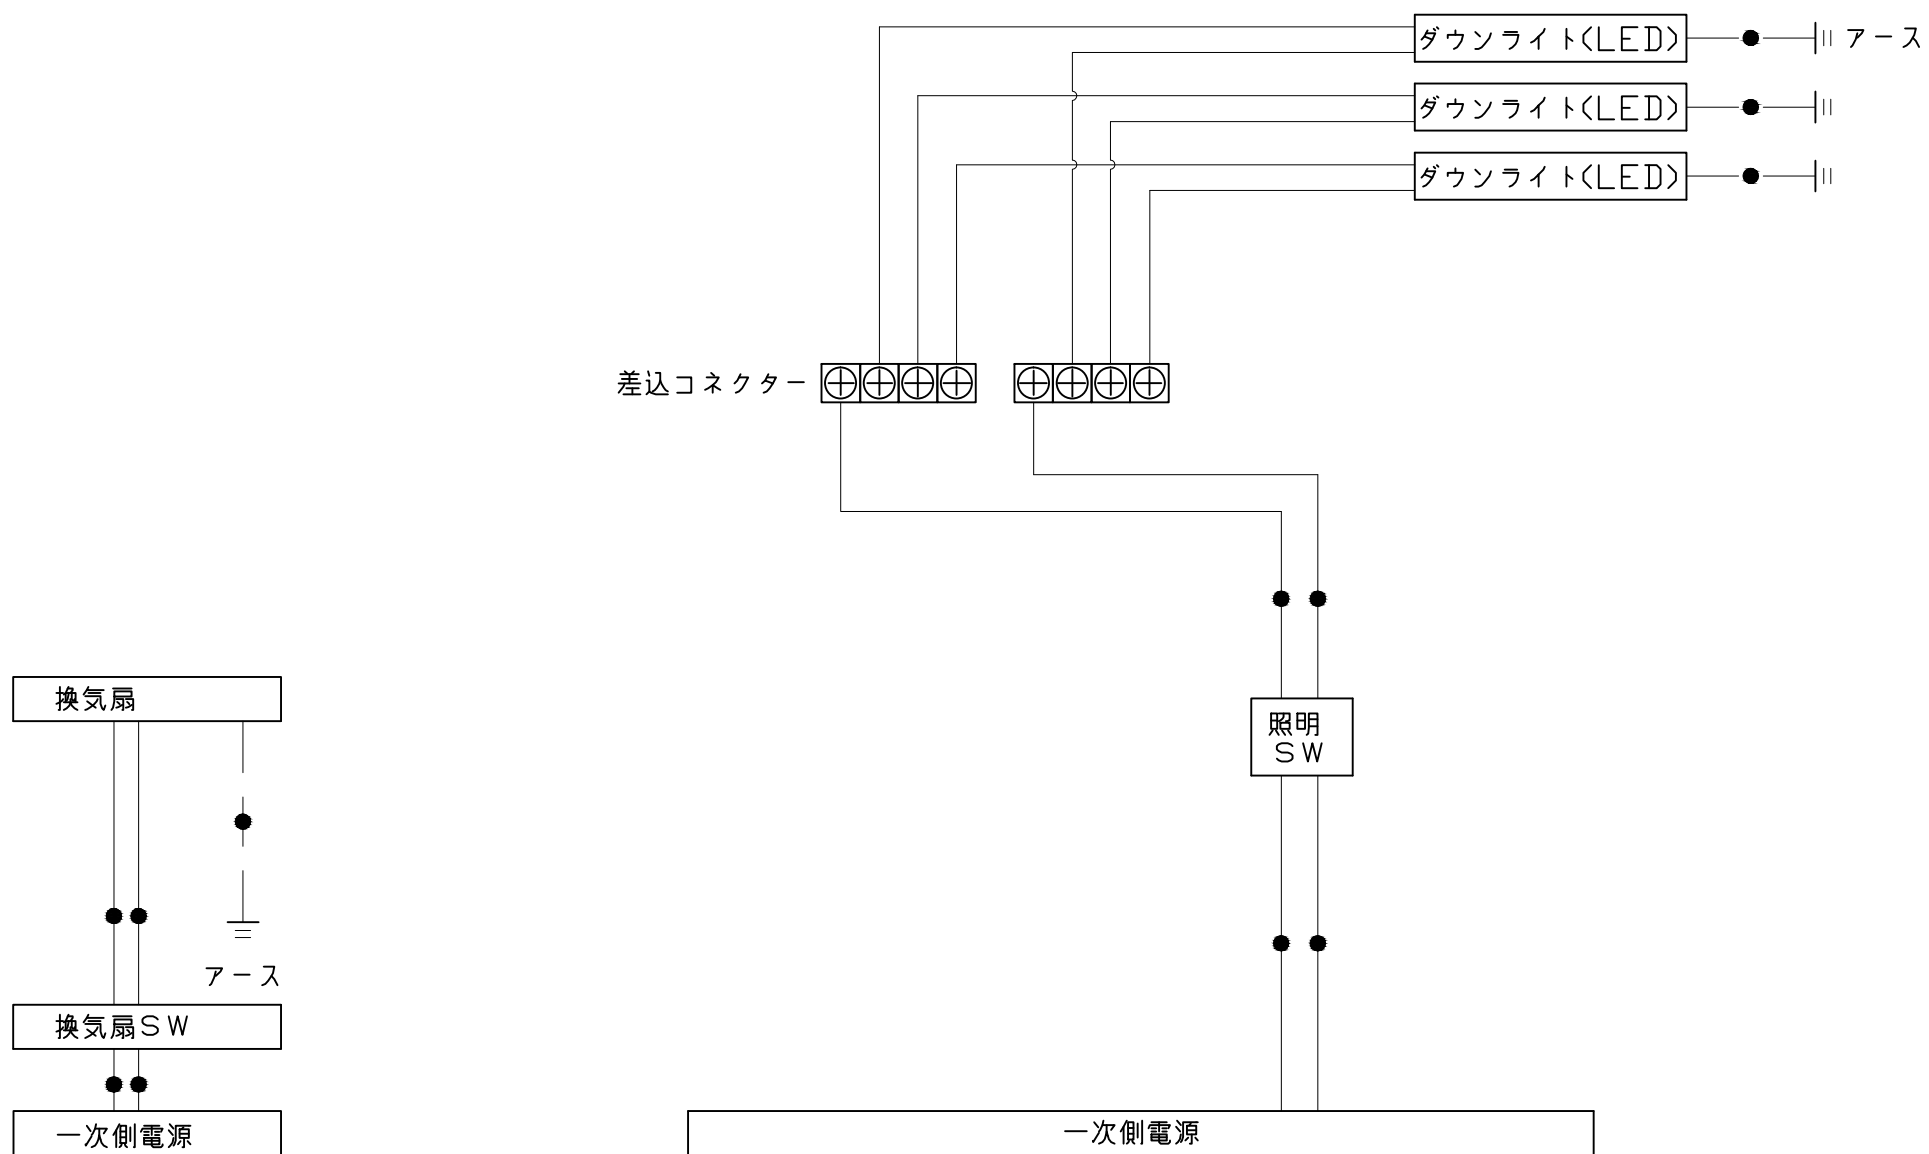 ダウンライト(LED)
アース
ダウンライト(LED)
ダウンライト(LED)
差込コネクター
換気扇
照明
SW
アース
換気扇SW
一次側電源
一次側電源